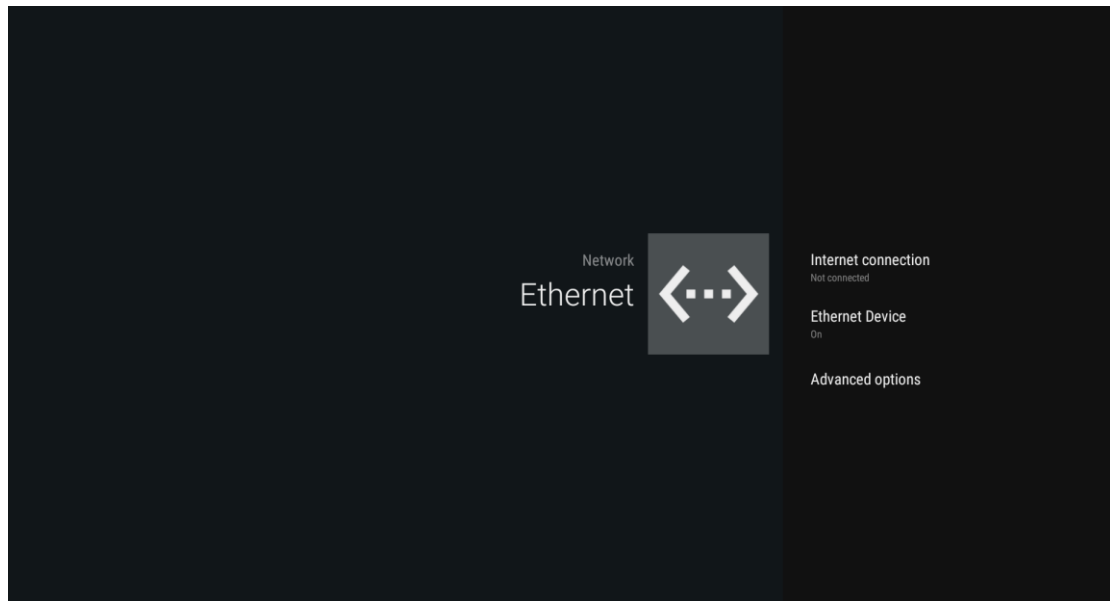 Network
Ethernet
Internet connection
Not connected
Ethernet Device
On
Advanced options